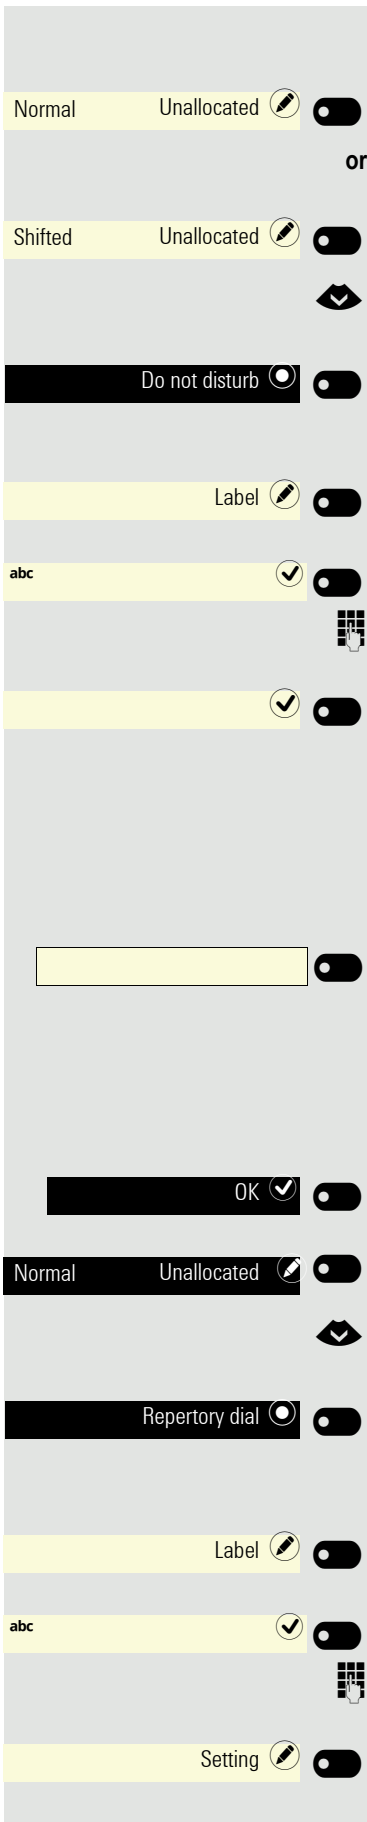 Normal Unallocated
or
Shifted Unallocated
Do not disturb
Label
abc
OK
Normal Unallocated
Repertory dial
Label
abc
Setting